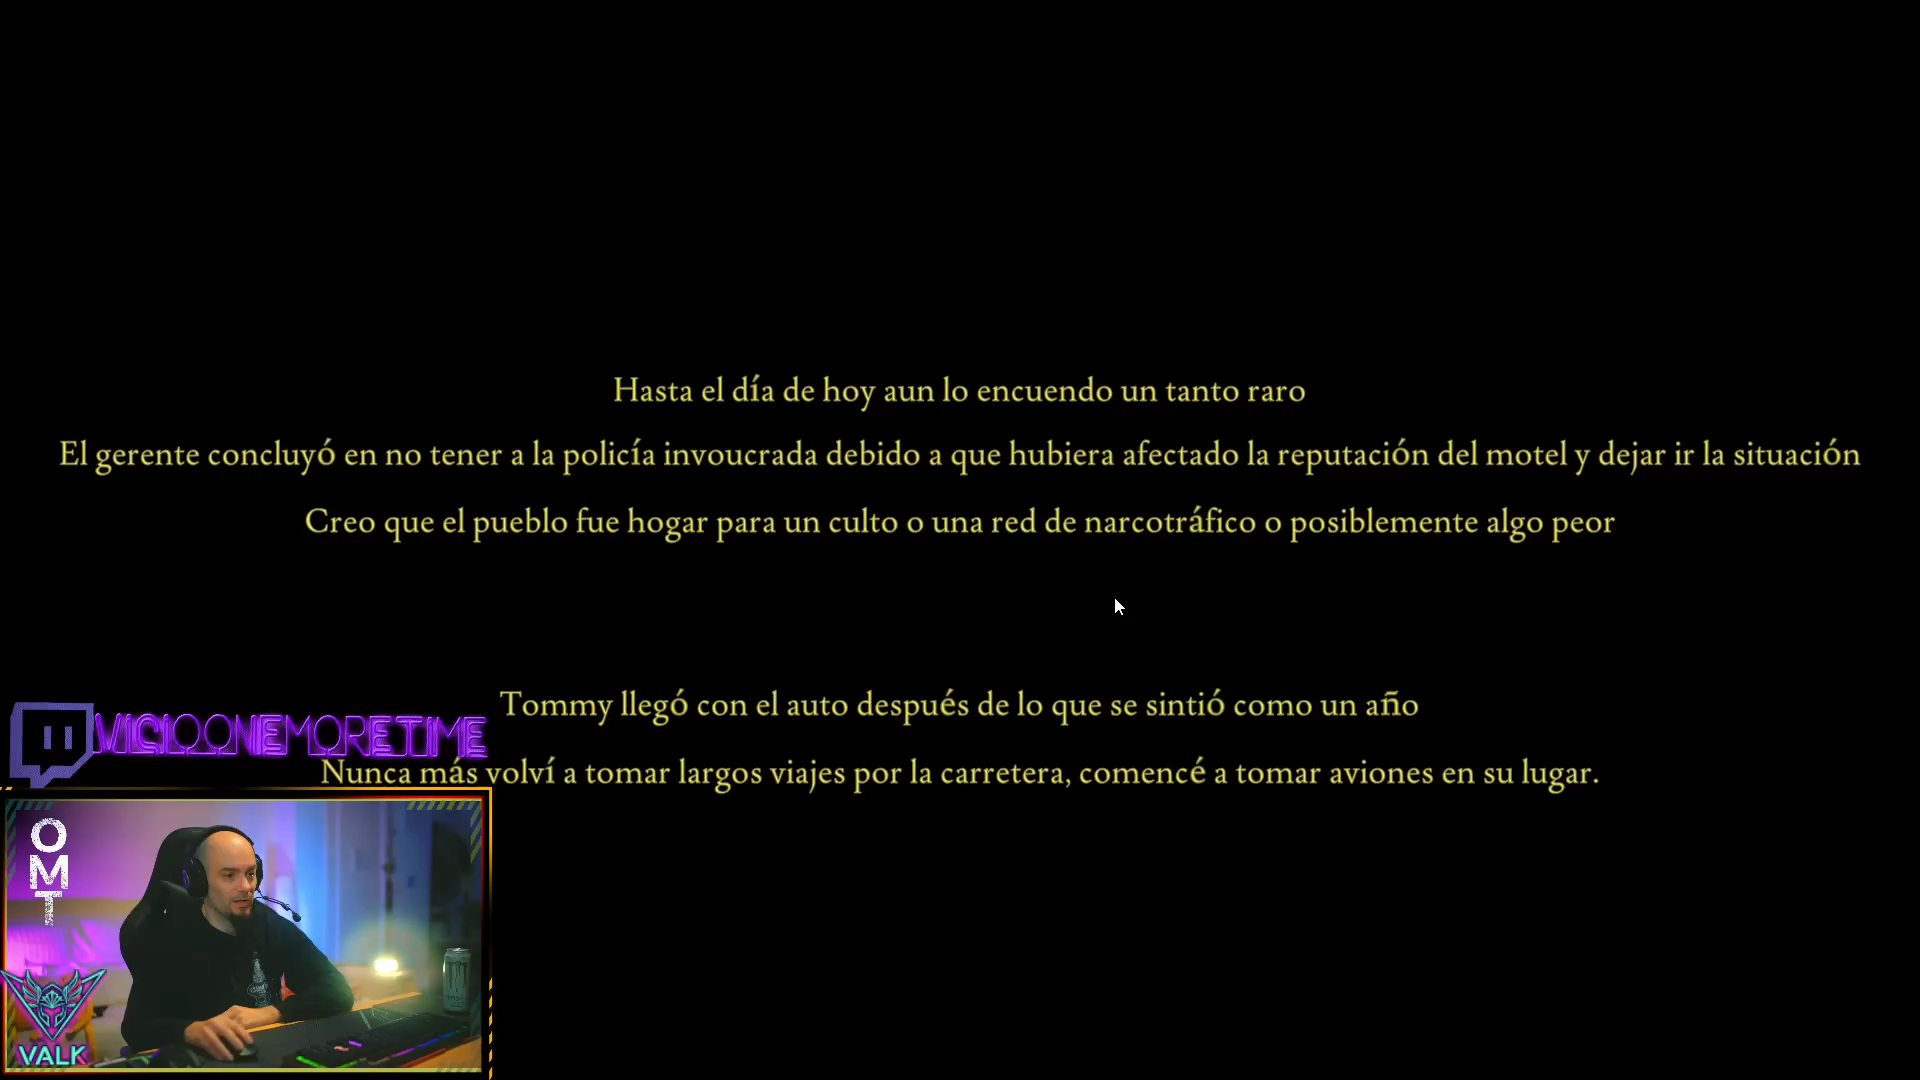 Hasta el día de hoy aun lo encuendo un tanto raro
El gerente concluyó en no tener a la policía invoucrada debido a que hubiera afectado la reputación del motel y dejar ir la situación
Creo que el pueblo fue hogar para un culto o una red de narcotráfico o posiblemente algo peor
Tommy llegó con el auto después de lo que se sintió como un año
VICIOONEMORETIME
Nunca más volví a tomar largos viajes por la carretera, comencé a tomar aviones en su lugar.
OMT
VALK